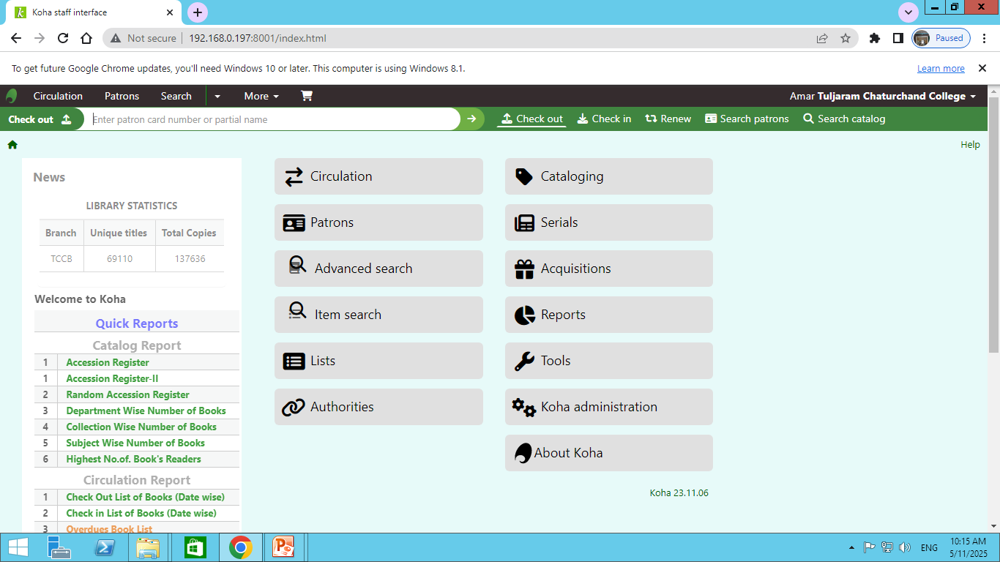 Koha staff interface
Not secure
192.168.0.197:8001/index.html
Paused
To get future Google Chrome updates, you'll need Windows 10 or later. This computer is using Windows 8.1.
Learn more
Circulation
Patrons
Search
More
Amar Tuljaram Chaturchand College
Check out
Enter patron card number or partial name
Check out
Check in
Renew
Search patrons
Search catalog
Help
News
LIBRARY STATISTICS
Branch Unique titles Total Copies
TCCB 69110 137636
Welcome to Koha
Quick Reports
Catalog Report
1 Accession Register
1 Accession Register-II
2 Random Accession Register
3 Department Wise Number of Books
4 Collection Wise Number of Books
5 Subject Wise Number of Books
6 Highest No.of. Book's Readers
Circulation Report
1 Check Out List of Books (Date wise)
2 Check in List of Books (Date wise)
3 Overdues Book List
Circulation
Patrons
Advanced search
Item search
Lists
Authorities
Cataloging
Serials
Acquisitions
Reports
Tools
Koha administration
About Koha
Koha 23.11.06
ENG
10:15 AM
5/11/2025